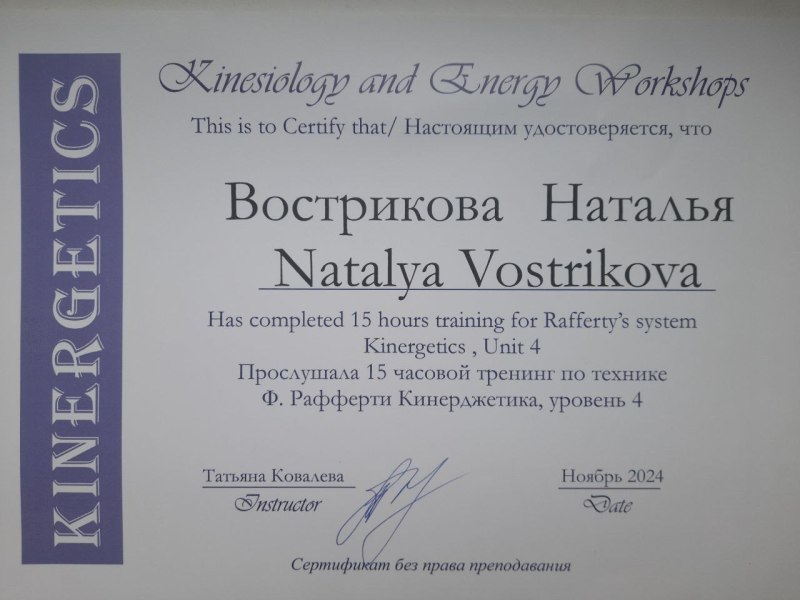 KINERGETICS
Kinesiology and Energy Workshops
This is to Certify that/ Настоящим удостоверяется, что
Вострикова Наталья
Natalya Vostrikova
Has completed 15 hours training for Rafferty's system
Kinergetics , Unit 4
Прослушала 15 часовой тренинг по технике
Ф. Рафферти Кинерджетика, уровень 4
Татьяна Ковалева
Instructor
Ноябрь 2024
Date
Сертификат без права преподавания